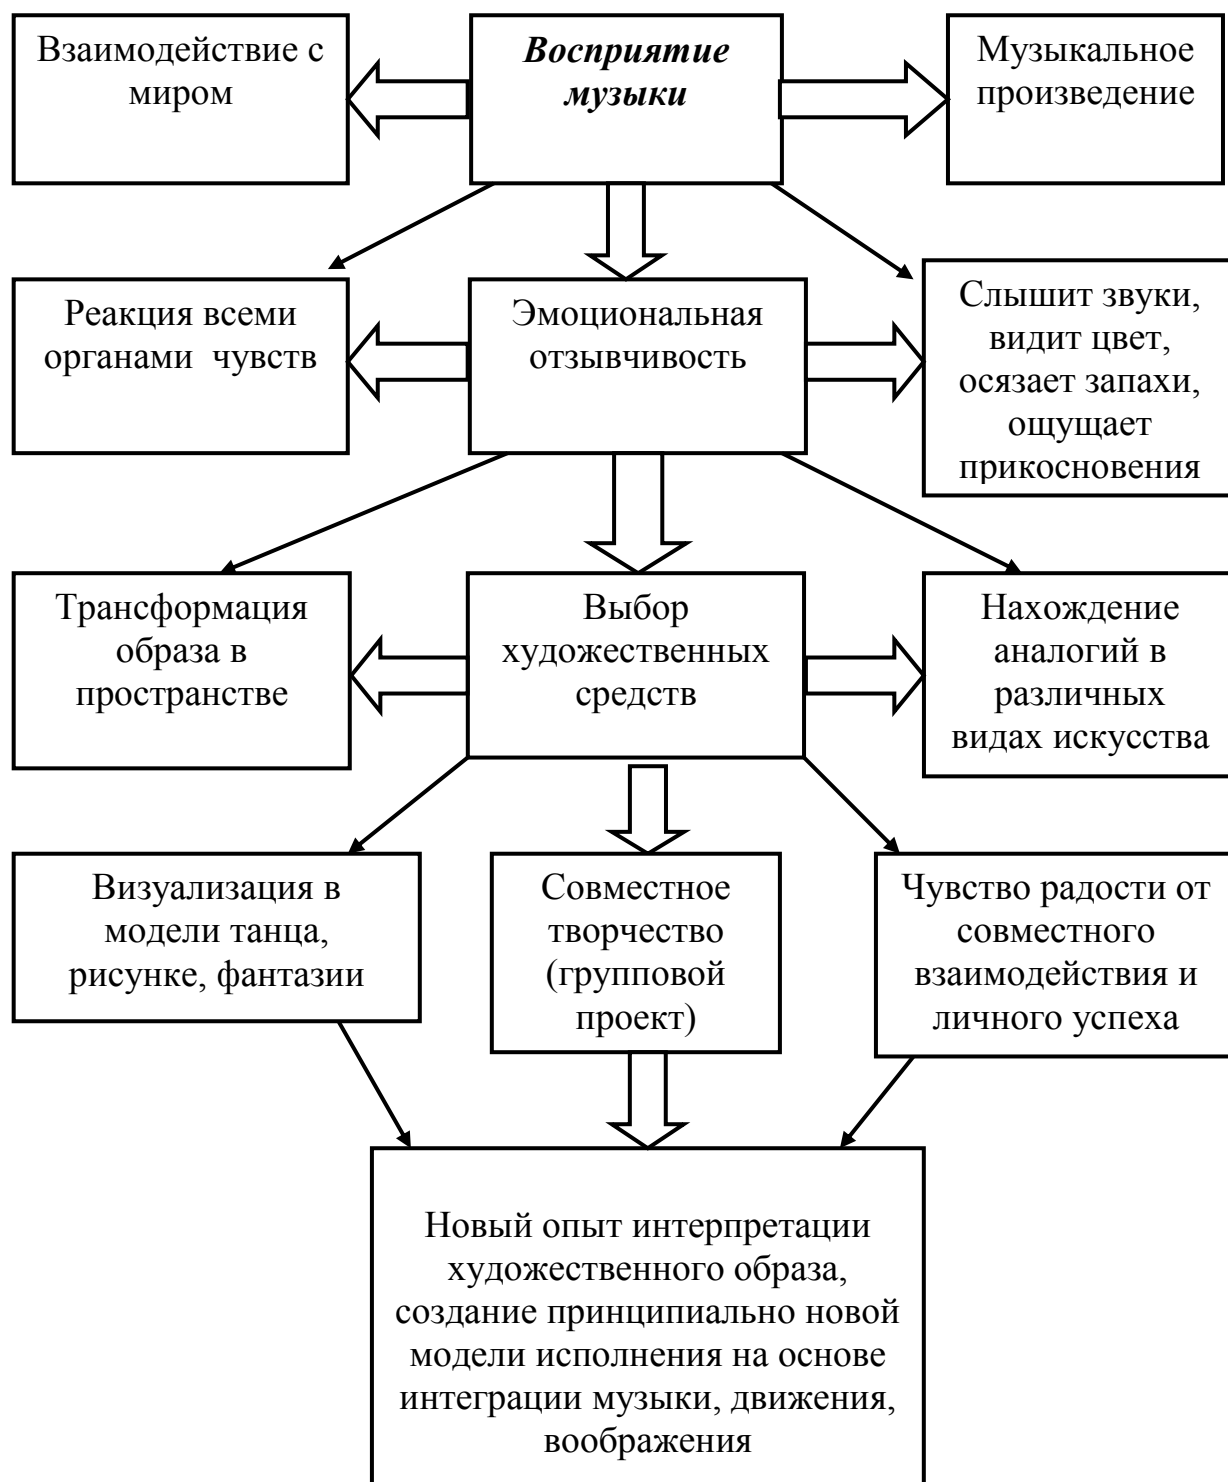 Взаимодействие с
миром
Восприятие
музыки
Музыкальное
произведение
Реакция всеми
органами чувств
Эмоциональная
отзывчивость
Слышит звуки,
видит цвет,
осязает запахи,
ощущает
прикосновения
Трансформация
образа в
пространстве
Выбор
художественных
средств
Нахождение
аналогий в
различных
видах искусства
Визуализация в
модели танца,
рисунке, фантазии
Совместное
творчество
(групповой
проект)
Чувство радости от
совместного
взаимодействия и
личного успеха
Новый опыт интерпретации
художественного образа,
создание принципиально новой
модели исполнения на основе
интеграции музыки, движения,
воображения